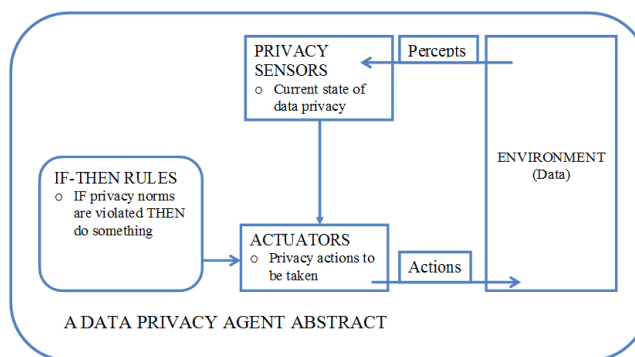 PRIVACY
SENSORS
o Current state of
data privacy
Percepts
ENVIRONMENT
(Data)
IF-THEN RULES
o IF privacy norms
are violated THEN
do something
ACTUATORS
o Privacy actions to
be taken
Actions
A DATA PRIVACY AGENT ABSTRACT